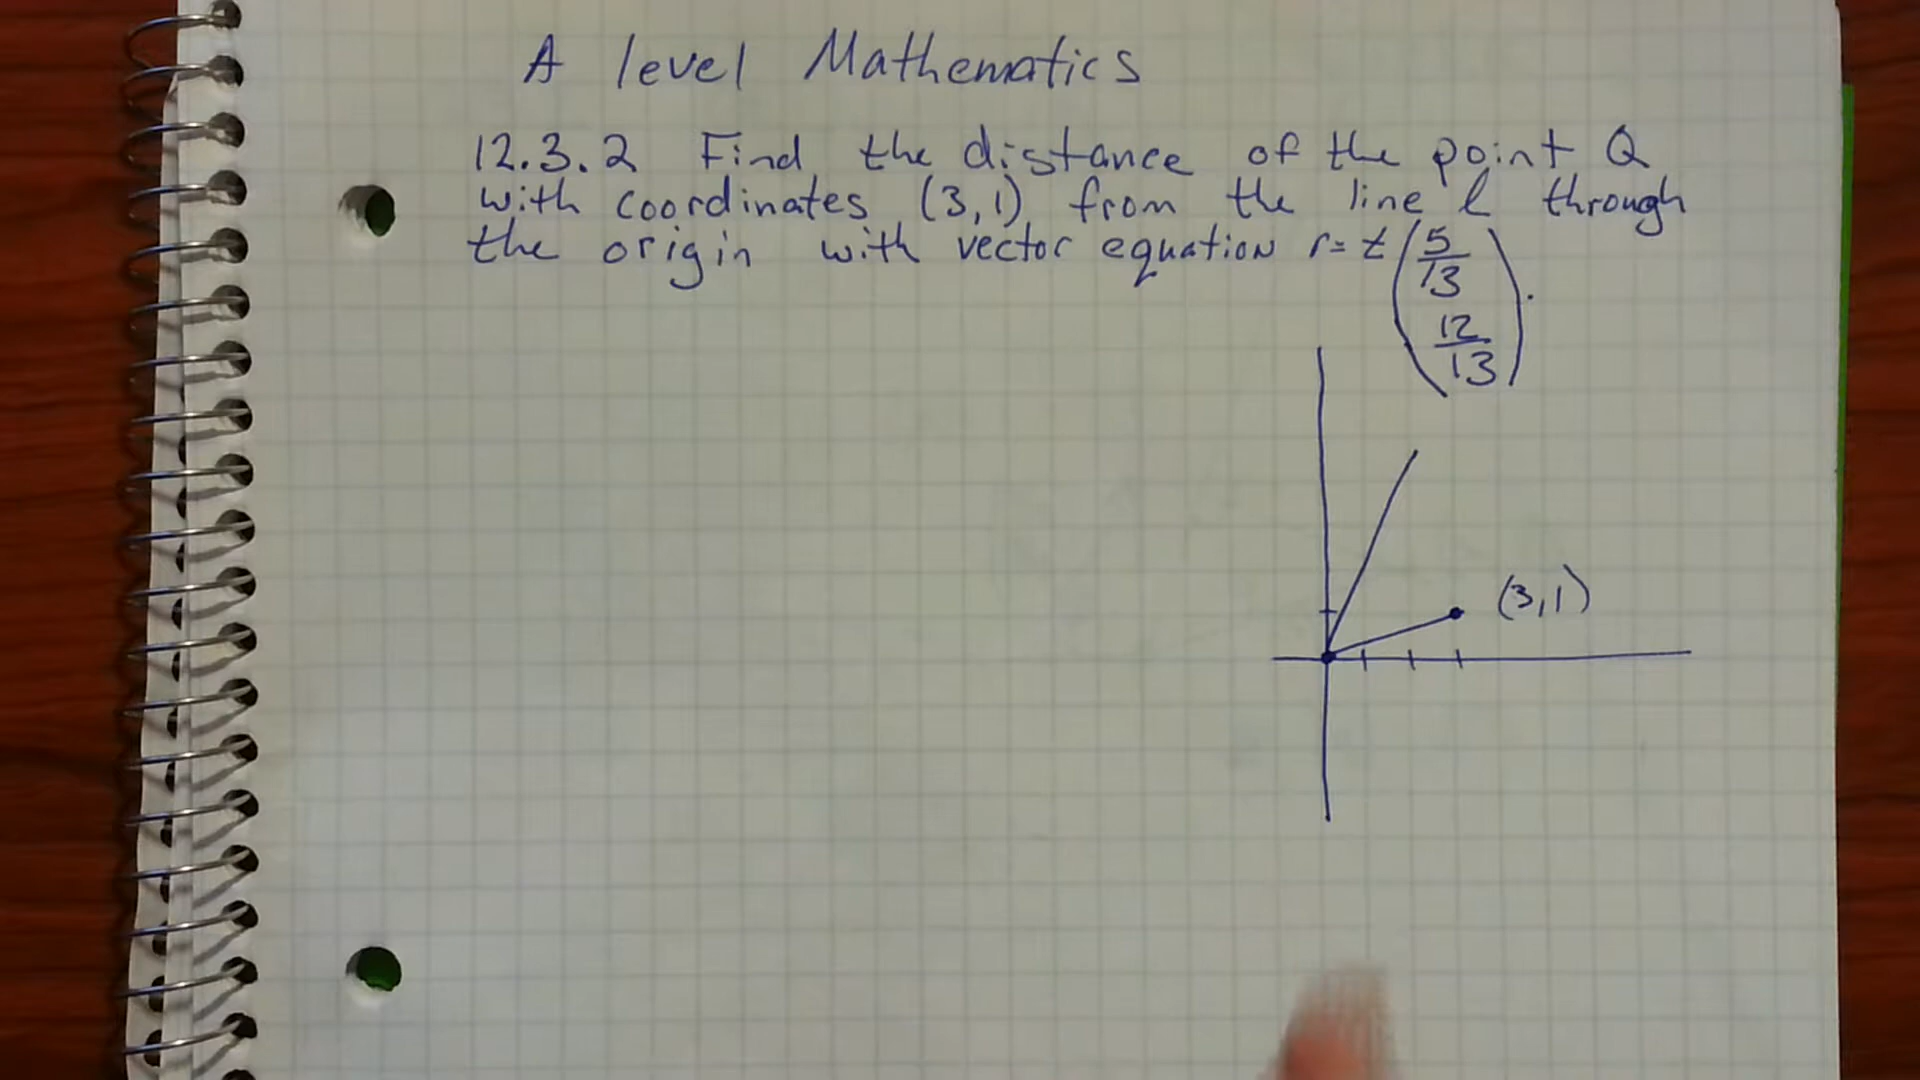 A level Mathematics
12.3.2 Find the distance of the point Q
with coordinates (3,1) from the line l through
the origin with vector equation r = t (5/13
12/13).
(3,1)